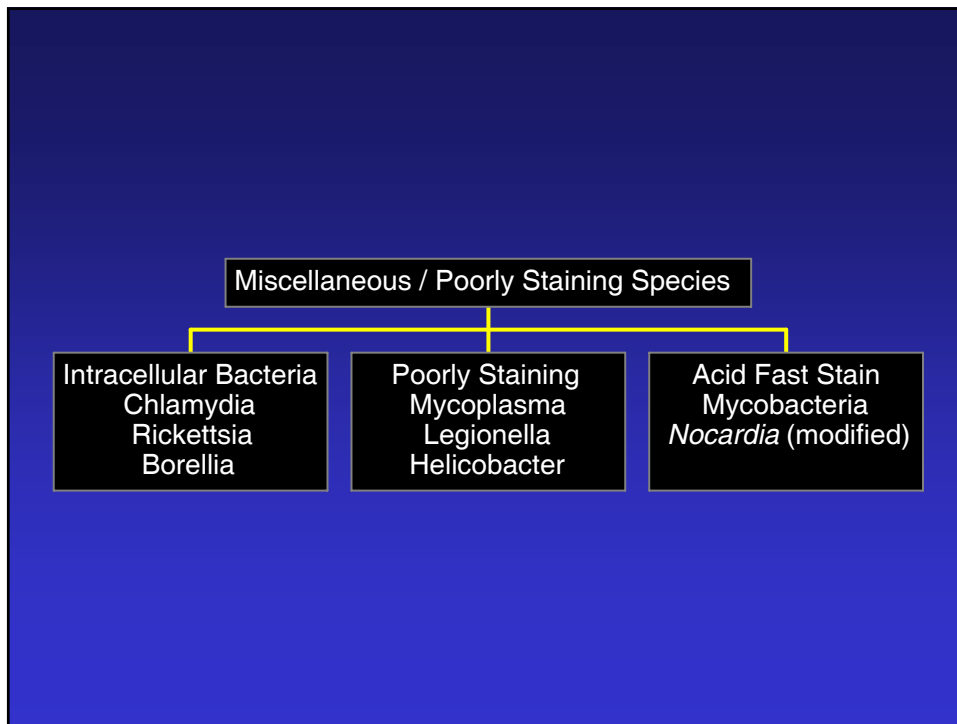 Miscellaneous / Poorly Staining Species
Intracellular Bacteria
Chlamydia
Rickettsia
Borellia
Poorly Staining
Mycoplasma
Legionella
Helicobacter
Acid Fast Stain
Mycobacteria
Nocardia (modified)